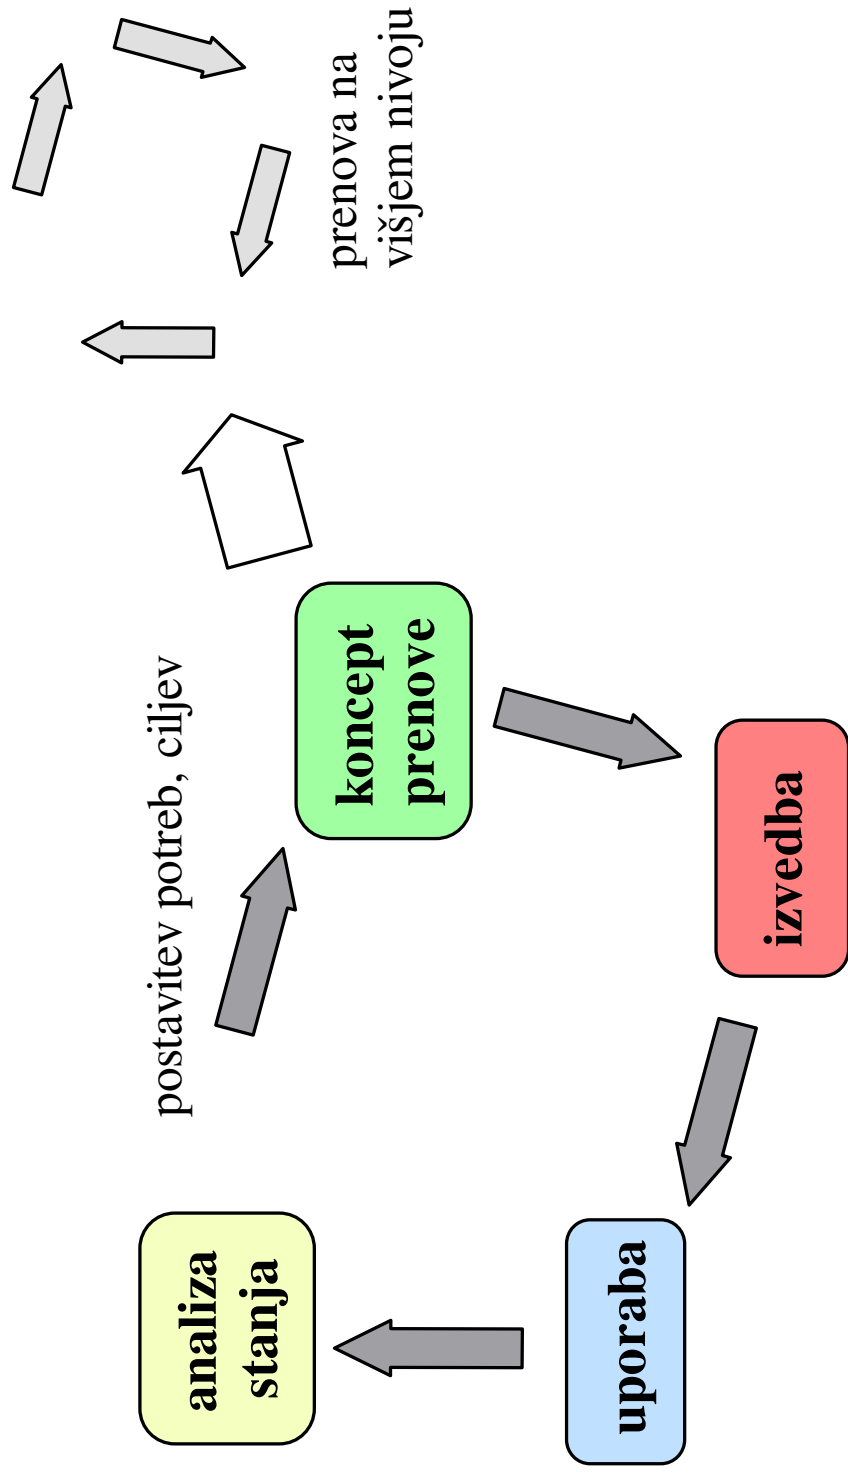 analiza
stanja
postavitev potreb, ciljev
koncept
prenove
prenova na
višjem nivoju
uporaba
izvedba